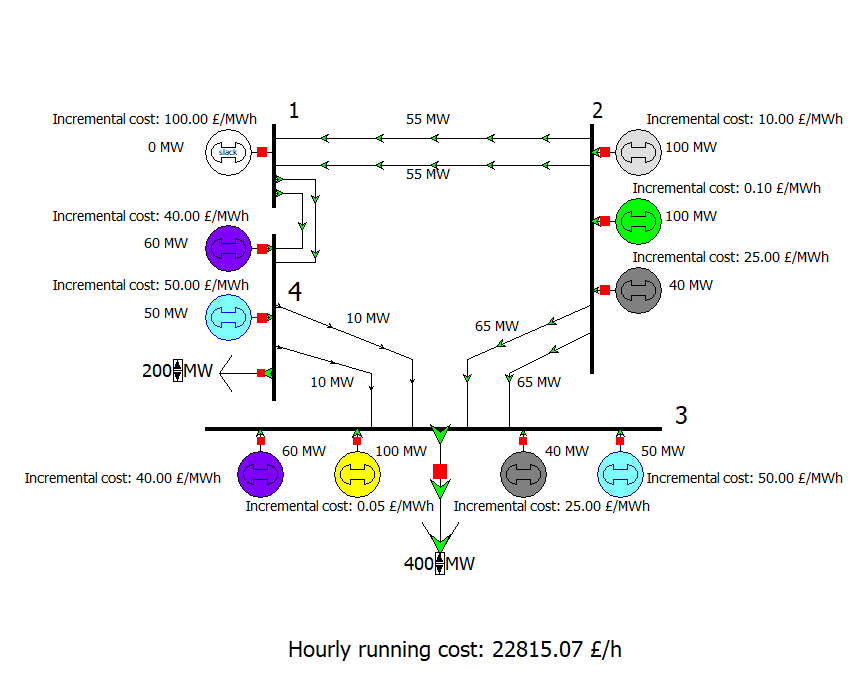 1
2
55 MW
Incremental cost: 100.00 £/MWh
Incremental cost: 10.00 £/MWh
slack
0 MW
100 MW
55 MW
Incremental cost: 0.10 £/MWh
Incremental cost: 40.00 £/MWh
100 MW
60 MW
Incremental cost: 25.00 £/MWh
Incremental cost: 50.00 £/MWh
4
40 MW
50 MW
10 MW
65 MW
200 MW
10 MW
65 MW
3
60 MW
100 MW
40 MW
50 MW
Incremental cost: 40.00 £/MWh
Incremental cost: 50.00 £/MWh
Incremental cost: 0.05 £/MWh
Incremental cost: 25.00 £/MWh
400 MW
Hourly running cost: 22815.07 £/h